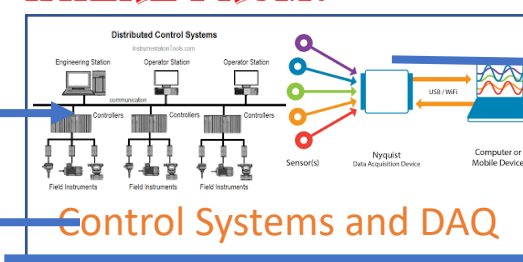 Distributed Control Systems
InstrumentationTools.com
Engineering Station
Operator Station
Operator Station
communication
Controllers
Controllers
Controllers
Field Instruments
Field Instruments
Field Instruments
Sensor(s)
Nyquist
Data Acquisition Device
USB / WiFi
Computer or
Mobile Device
Control Systems and DAQ